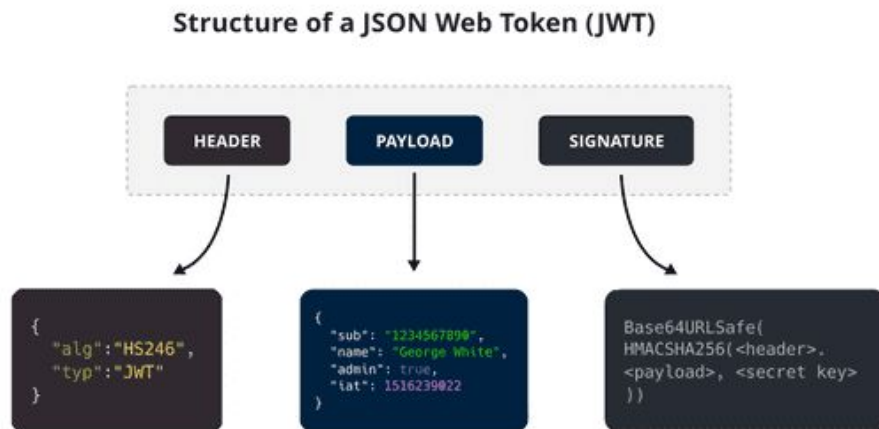 Structure of a JSON Web Token (JWT)
HEADER
PAYLOAD
SIGNATURE
{
"alg":"HS246",
"typ":"JWT"
}
{
"sub": "1234567890",
"name": "George White",
"admin": true,
"iat": 1516239022
}
Base64URLSafe(
HMACSHA256(<header>.
<payload>, <secret key>
))